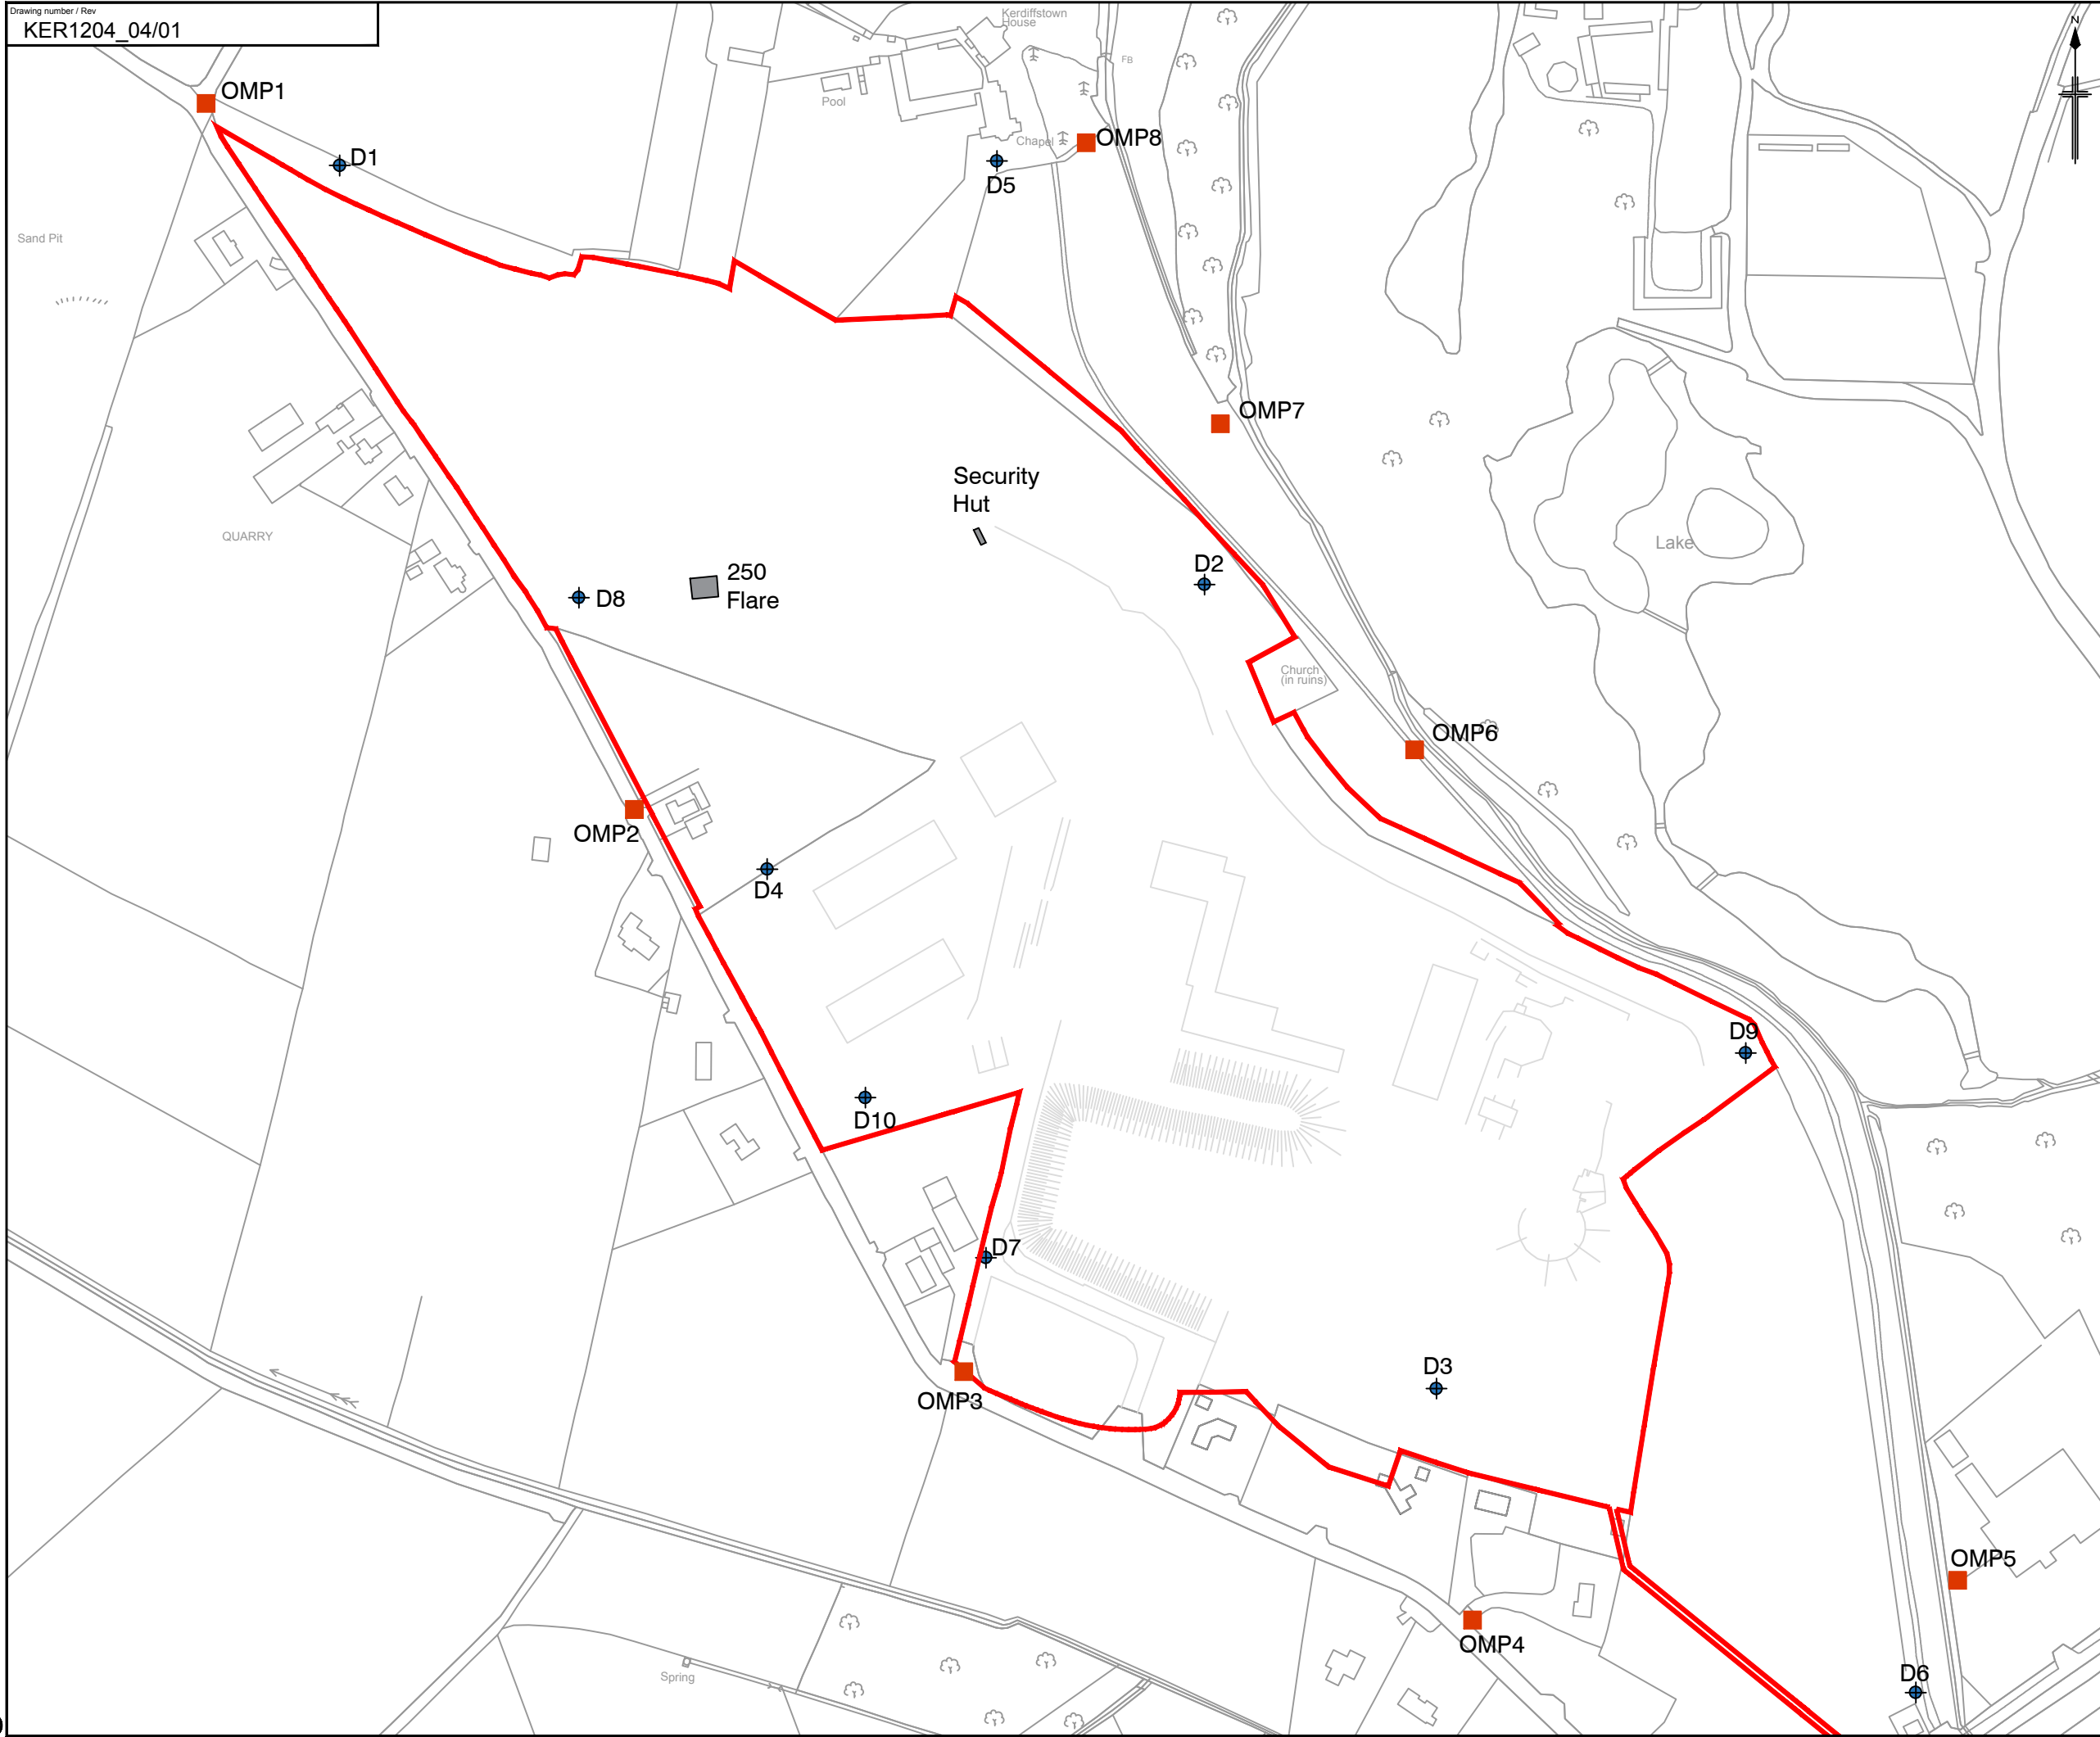 Drawing number / Rev
KER1204_04/01
Kerdiffstown
House
N
FB
OMP1
Pool
Chapel
OMP8
D1
D5
Sand Pit
OMP7
Security
Hut
QUARRY
Lake
D2
250
Flare
D8
Church
(in ruins)
OMP6
OMP2
D4
D9
D10
D7
D3
OMP3
OMP5
OMP4
Spring
D6